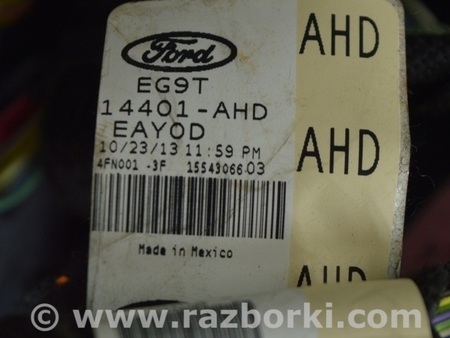 Ford
AHD
EG9T
14401-AHD
EAY0D
10/23/13 11:59 PM
4FN001 -3F 1554306603
AHD
Made in Mexico
AHD
© www.razborki.com